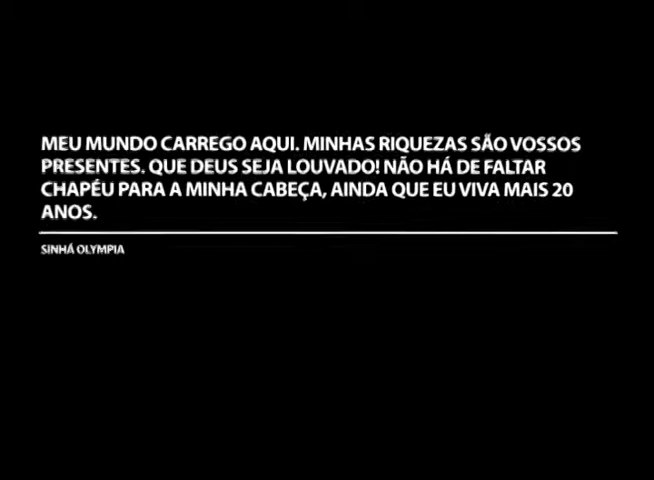 MEU MUNDO CARREGO AQUI. MINHAS RIQUEZAS SÃO VOSSOS
PRESENTES. QUE DEUS SEJA LOUVADO! NÃO HÁ DE FALTAR
CHAPÉU PARA A MINHA CABEÇA, AINDA QUE EU VIVA MAIS 20
ANOS.
SINHÁ OLYMPIA